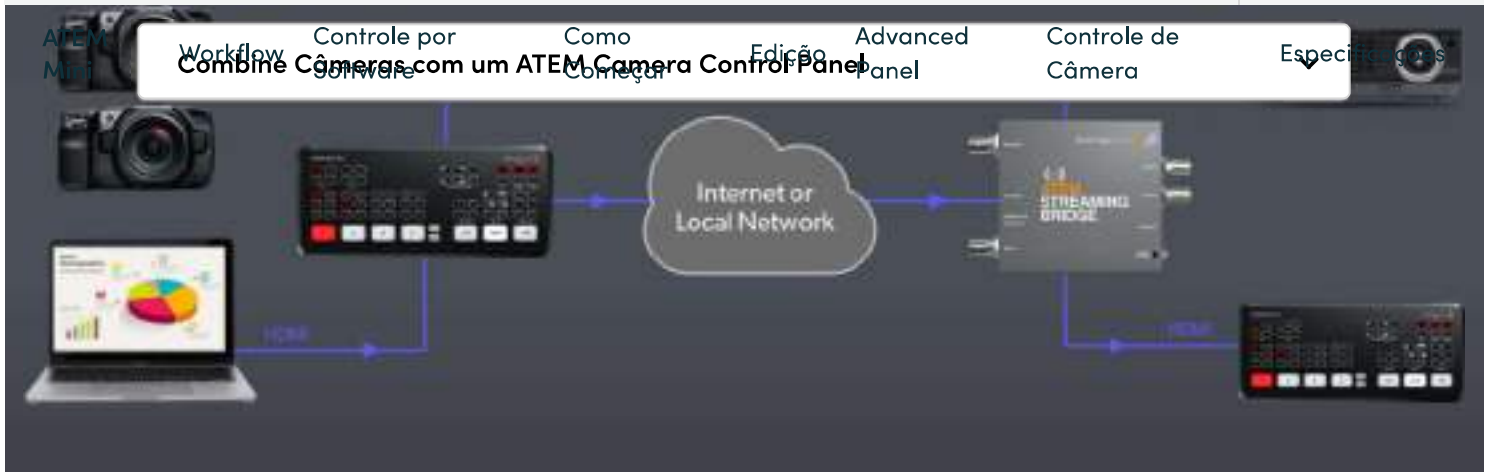 ATEM
Mini
Workflow
Controle por
Software
Como
Começar
Edição
Advanced
Panel
Controle de
Câmera
Especificações
Combine Câmeras com um ATEM Camera Control Panel
Internet or
Local Network
STREAMING
BRIDGE
HDMI
HDMI